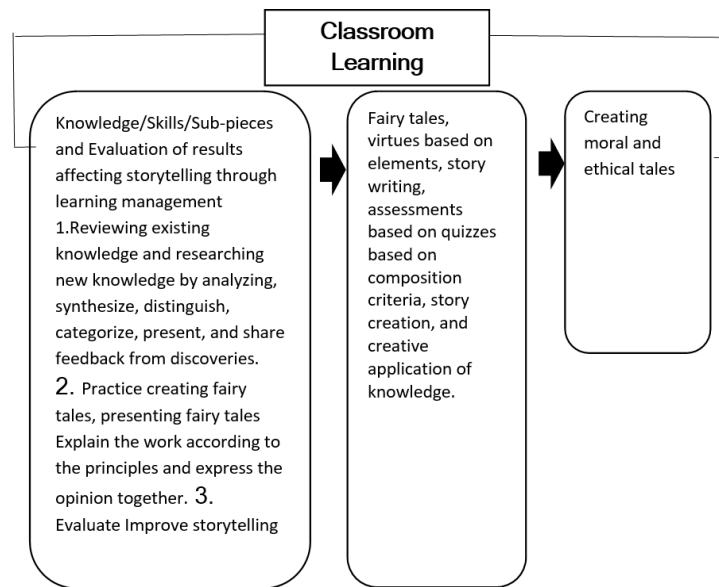 Classroom
Learning
Knowledge/Skills/Sub-pieces
and Evaluation of results
affecting storytelling through
learning management
1.Reviewing existing
knowledge and researching
new knowledge by analyzing,
synthesize, distinguish,
categorize, present, and share
feedback from discoveries.
2. Practice creating fairy
tales, presenting fairy tales
Explain the work according to
the principles and express the
opinion together. 3.
Evaluate Improve storytelling
Fairy tales,
virtues based on
elements, story
writing,
assessments
based on quizzes
based on
composition
criteria, story
creation, and
creative
application of
knowledge.
Creating
moral and
ethical tales